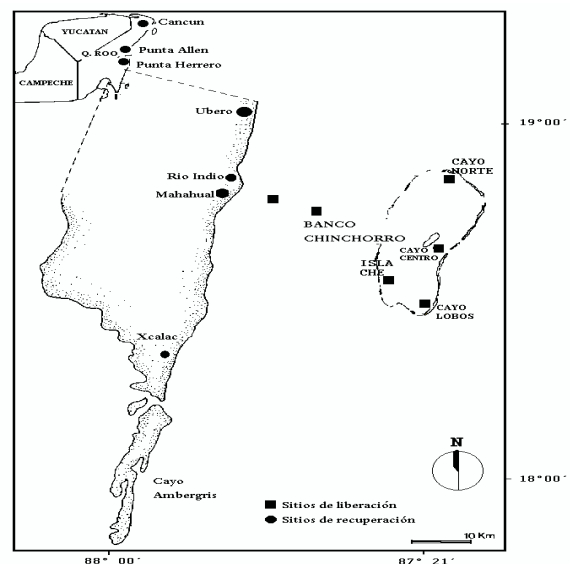 Cancun
YUCATAN
Punta Allen
Q. ROO
Punta Herrero
CAMPECHE
Ubero
19°00'
CAYO
NORTE
Rio Indio
Mahahual
BANCO
CHINCHORRO
CAYO
CENTRO
ISLA
CHE
CAYO
LOBOS
Xcalac
N
Cayo
Ambergris
18°00'
Sitios de liberación
Sitios de recuperación
10 Km
88° 00'
87° 21'